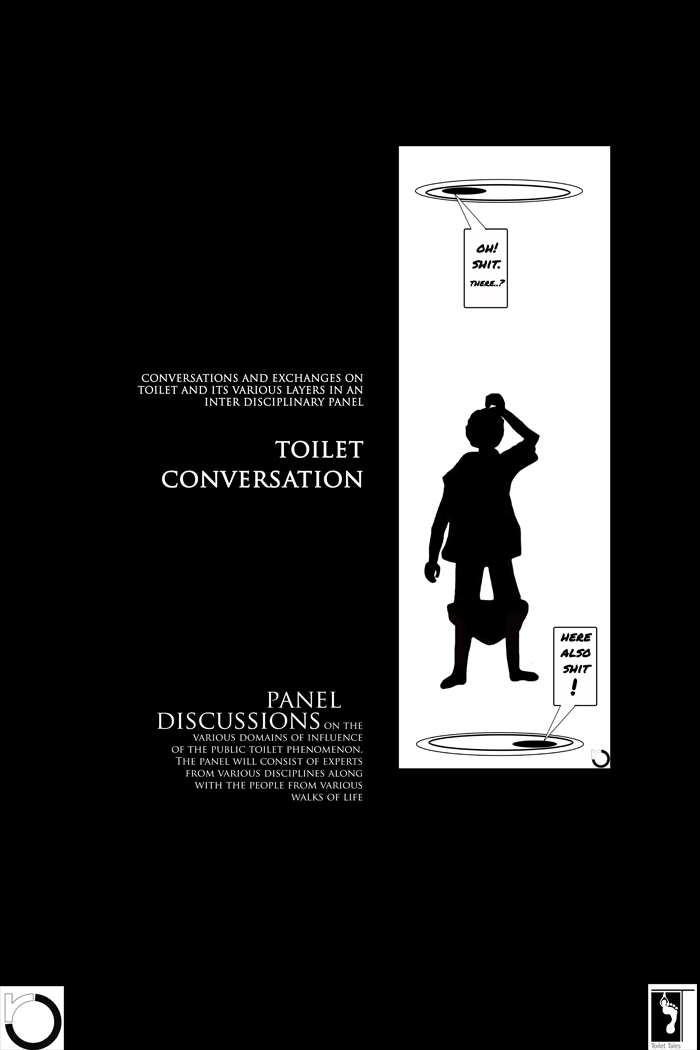 OH!
SHIT.
THERE..?
CONVERSATIONS AND EXCHANGES ON
TOILET AND ITS VARIOUS LAYERS IN AN
INTER DISCIPLINARY PANEL
TOILET
CONVERSATION
HERE
ALSO
SHIT
!
PANEL
DISCUSSIONS ON THE
VARIOUS DOMAINS OF INFLUENCE
OF THE PUBLIC TOILET PHENOMENON.
THE PANEL WILL CONSIST OF EXPERTS
FROM VARIOUS DISCIPLINES ALONG
WITH THE PEOPLE FROM VARIOUS
WALKS OF LIFE
Toilet Tales